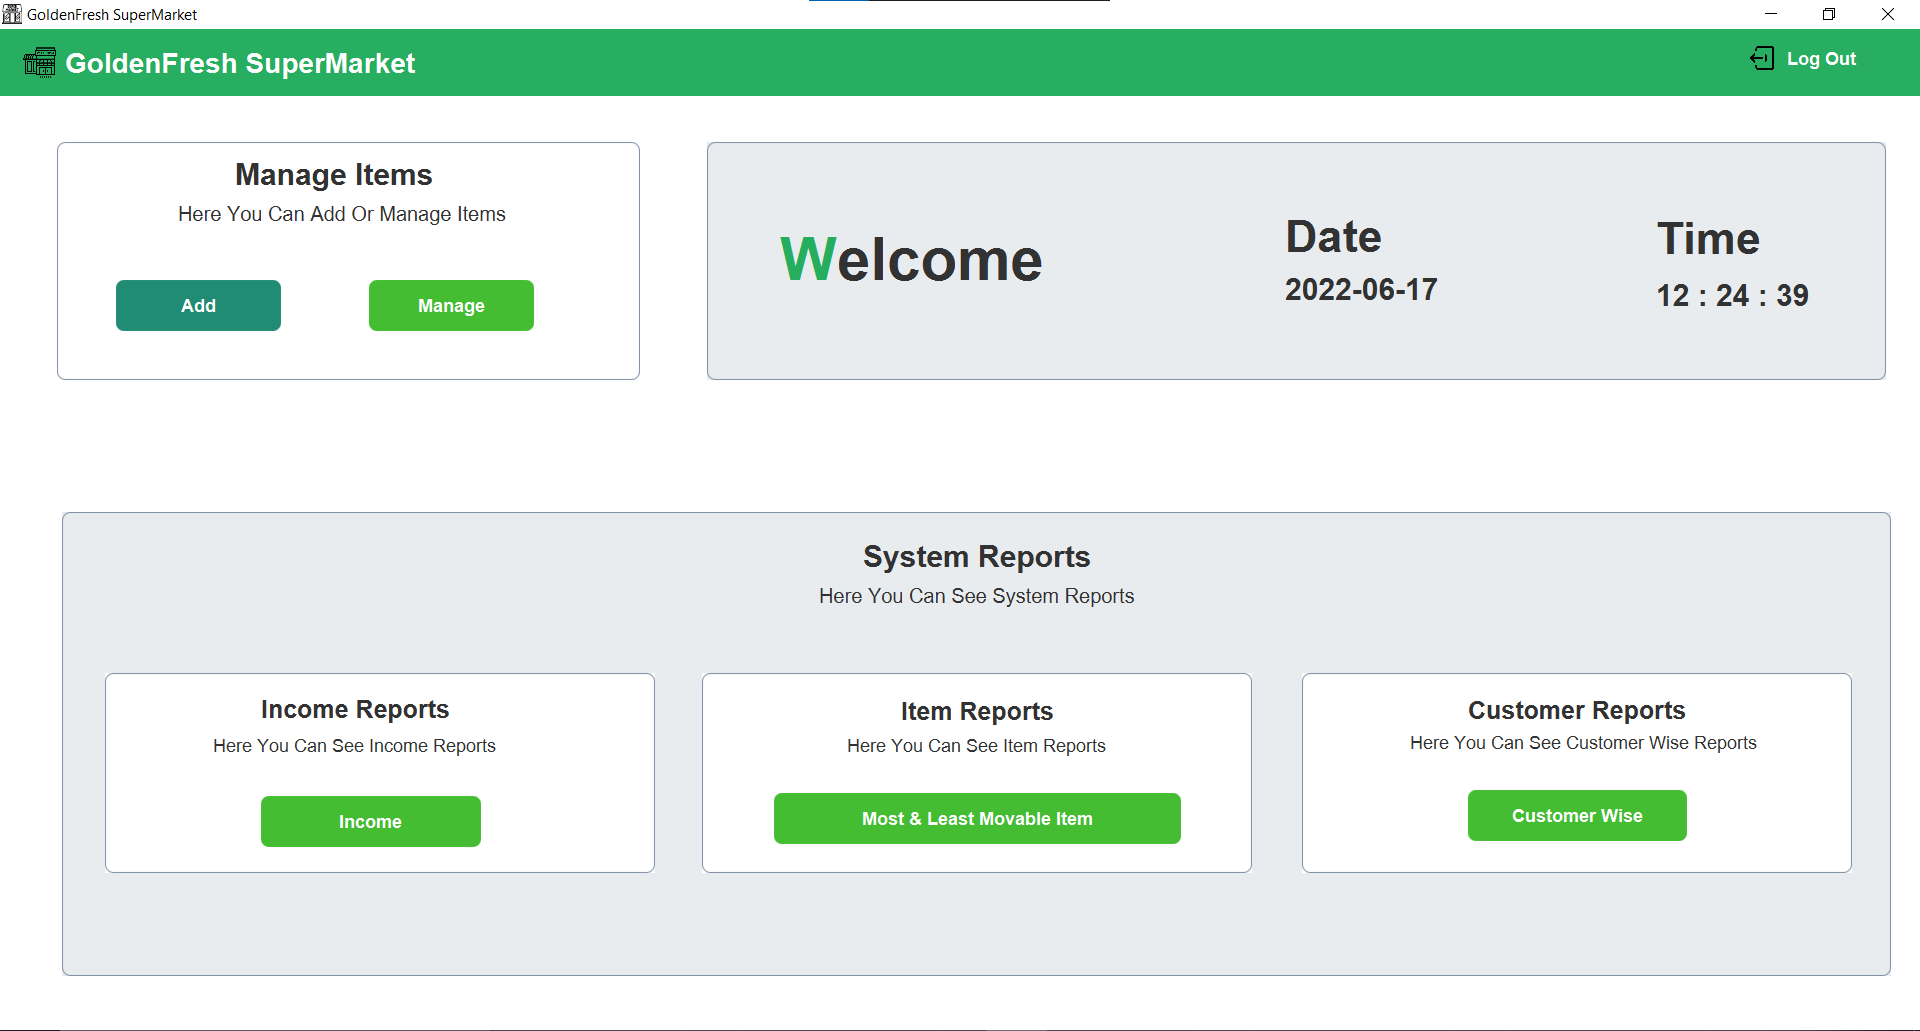 GoldenFresh SuperMarket
GoldenFresh SuperMarket
Log Out
Manage Items
Here You Can Add Or Manage Items
Add
Manage
Welcome
Date
2022-06-17
Time
12 : 24 : 39
System Reports
Here You Can See System Reports
Income Reports
Here You Can See Income Reports
Income
Item Reports
Here You Can See Item Reports
Most & Least Movable Item
Customer Reports
Here You Can See Customer Wise Reports
Customer Wise